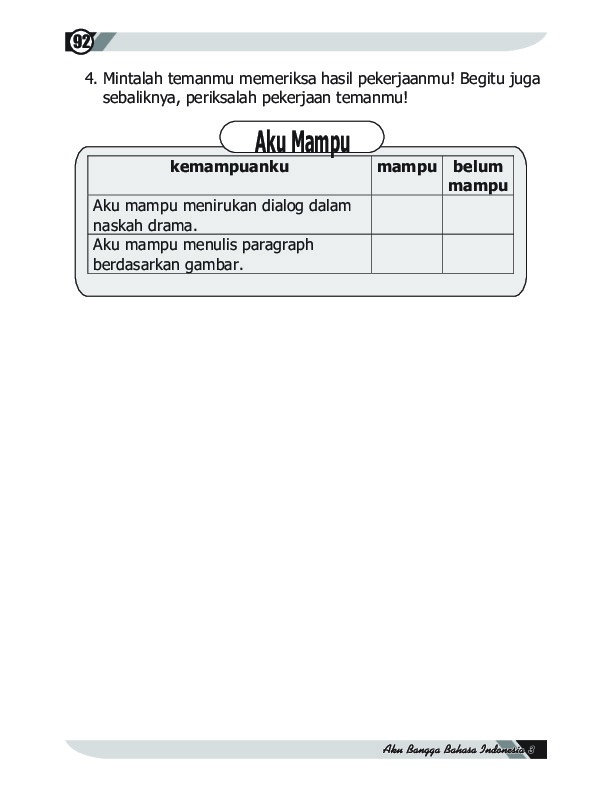 92
4. Mintalah temanmu memeriksa hasil pekerjaanmu! Begitu juga
sebaliknya, periksalah pekerjaan temanmu!
Aku Mampu
kemampuanku mampu belum
mampu
Aku mampu menirukan dialog dalam
naskah drama.
Aku mampu menulis paragraph
berdasarkan gambar.
Aku Bangga Bahasa Indonesia 3